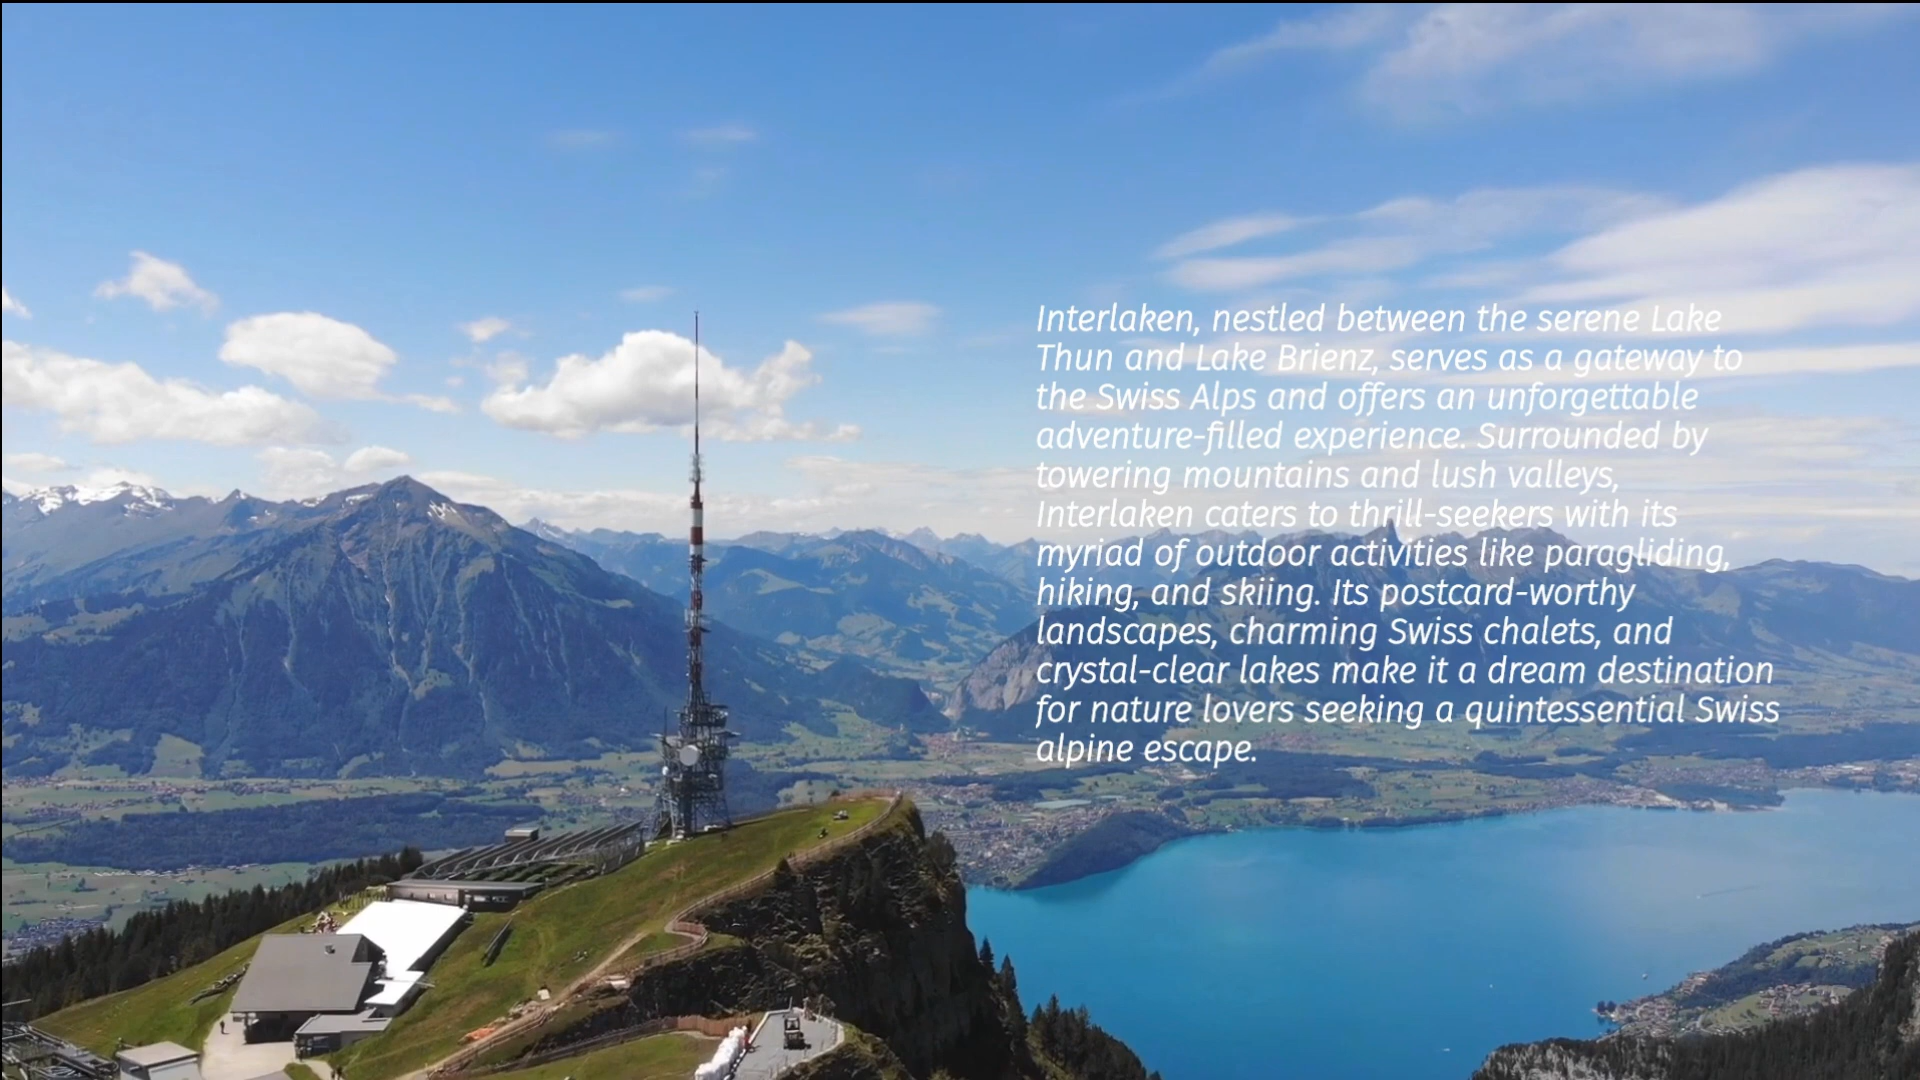 Interlaken, nestled between the serene Lake
Thun and Lake Brienz, serves as a gateway to
the Swiss Alps and offers an unforgettable
adventure-filled experience. Surrounded by
towering mountains and lush valleys,
Interlaken caters to thrill-seekers with its
myriad of outdoor activities like paragliding,
hiking, and skiing. Its postcard-worthy
landscapes, charming Swiss chalets, and
crystal-clear lakes make it a dream destination
for nature lovers seeking a quintessential Swiss
alpine escape.